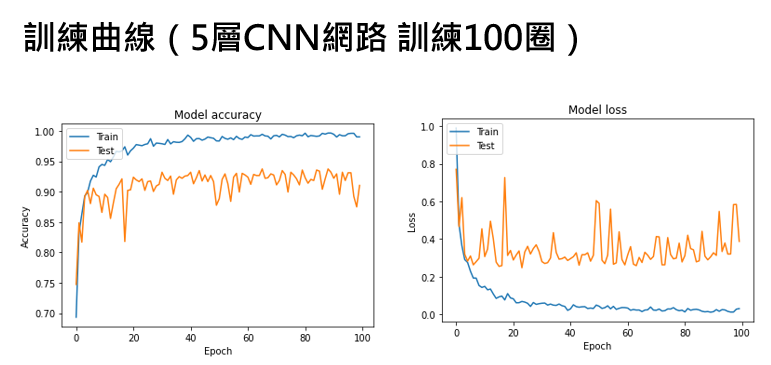 訓練曲線（5層CNN網路 訓練100圈）
Model accuracy
Train
Test
1.00
0.95
0.90
0.85
0.80
0.75
0.70
Accuracy
0
20
40
60
80
100
Epoch
Model loss
Train
Test
1.0
0.8
0.6
0.4
0.2
0.0
Loss
0
20
40
60
80
100
Epoch